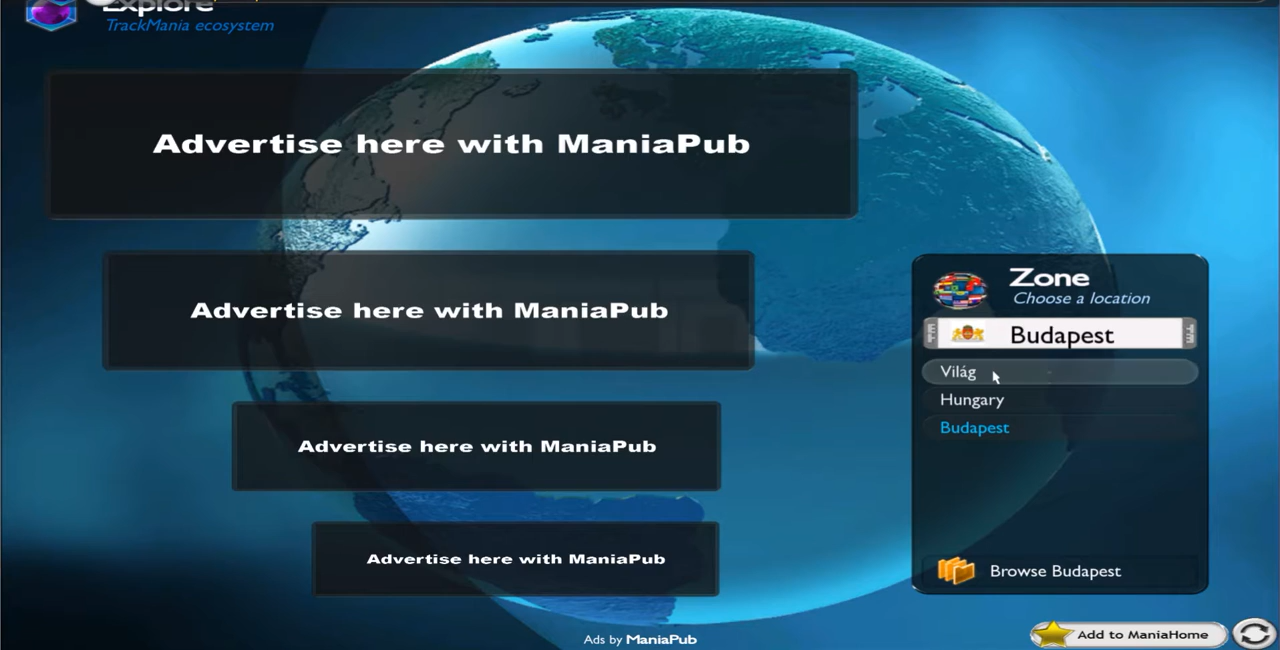 Explore
TrackMania ecosystem
Advertise here with ManiaPub
Advertise here with ManiaPub
Advertise here with ManiaPub
Advertise here with ManiaPub
Ads by ManiaPub
Zone
Choose a location
Budapest
Világ
Hungary
Budapest
Browse Budapest
Add to ManiaHome